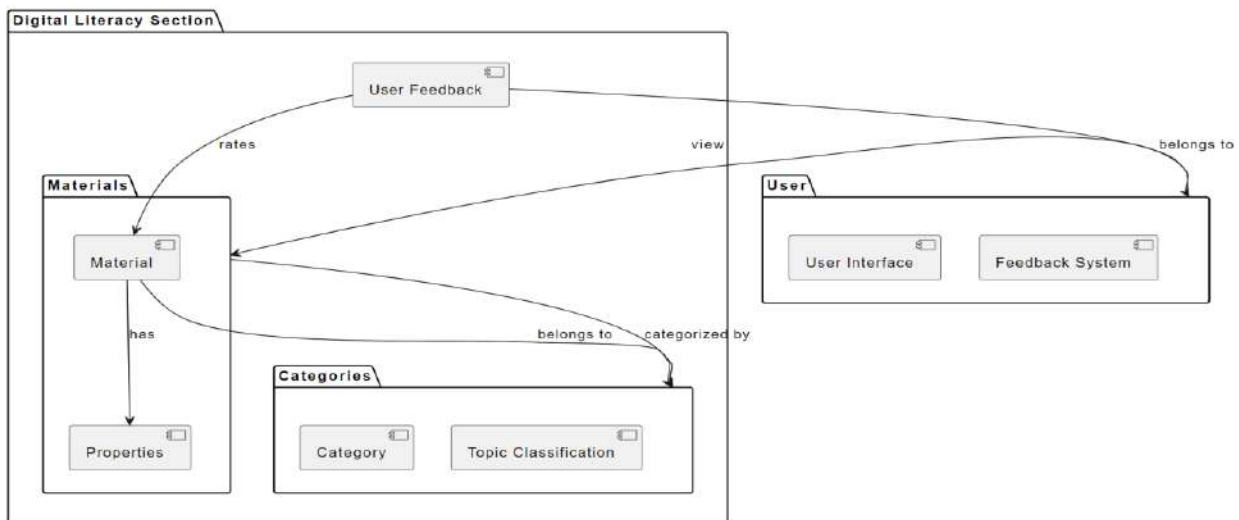 Digital Literacy Section
User Feedback
rates
view
belongs to
Materials
User
Material
User Interface
Feedback System
has
belongs to
categorized by
Categories
Properties
Category
Topic Classification